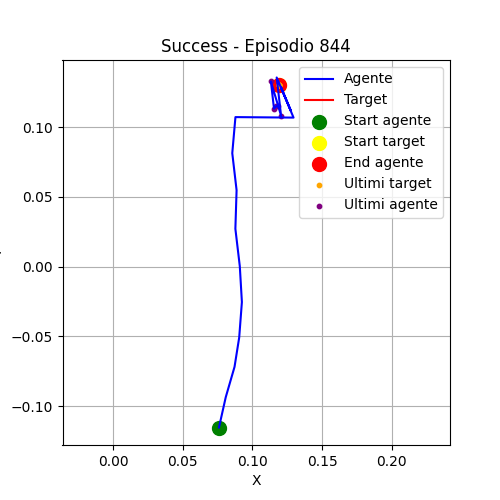 Success - Episodio 844
Agente
Target
Start agente
Start target
End agente
Ultimi target
Ultimi agente
0.10
0.05
0.00
−0.05
−0.10
0.00 0.05 0.10 0.15 0.20
X